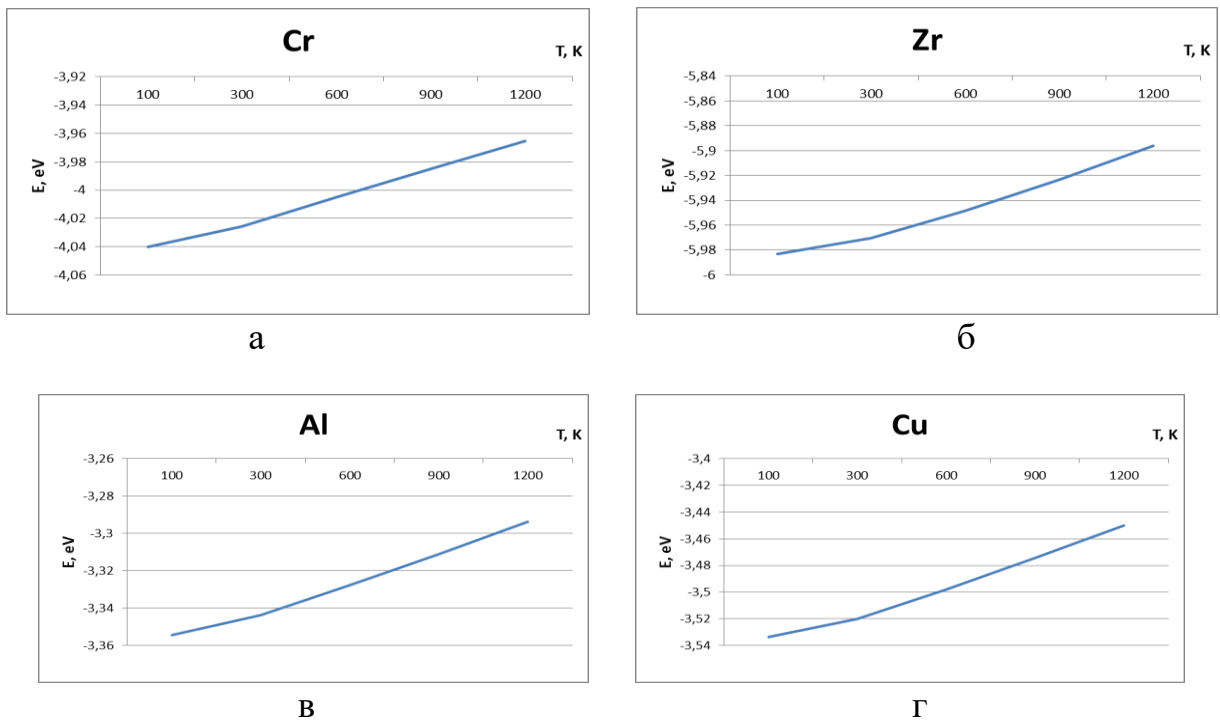 Cr
T, K
-3,92
100 300 600 900 1200
-3,94
-3,96
-3,98
-4
-4,02
-4,04
-4,06
E, eV
а
Zr
T, K
-5,84
100 300 600 900 1200
-5,86
-5,88
-5,9
-5,92
-5,94
-5,96
-5,98
-6
E, eV
б
Al
T, K
-3,26
100 300 600 900 1200
-3,28
-3,3
-3,32
-3,34
-3,36
E, eV
в
Cu
T, K
-3,4
100 300 600 900 1200
-3,42
-3,44
-3,46
-3,48
-3,5
-3,52
-3,54
E, eV
г